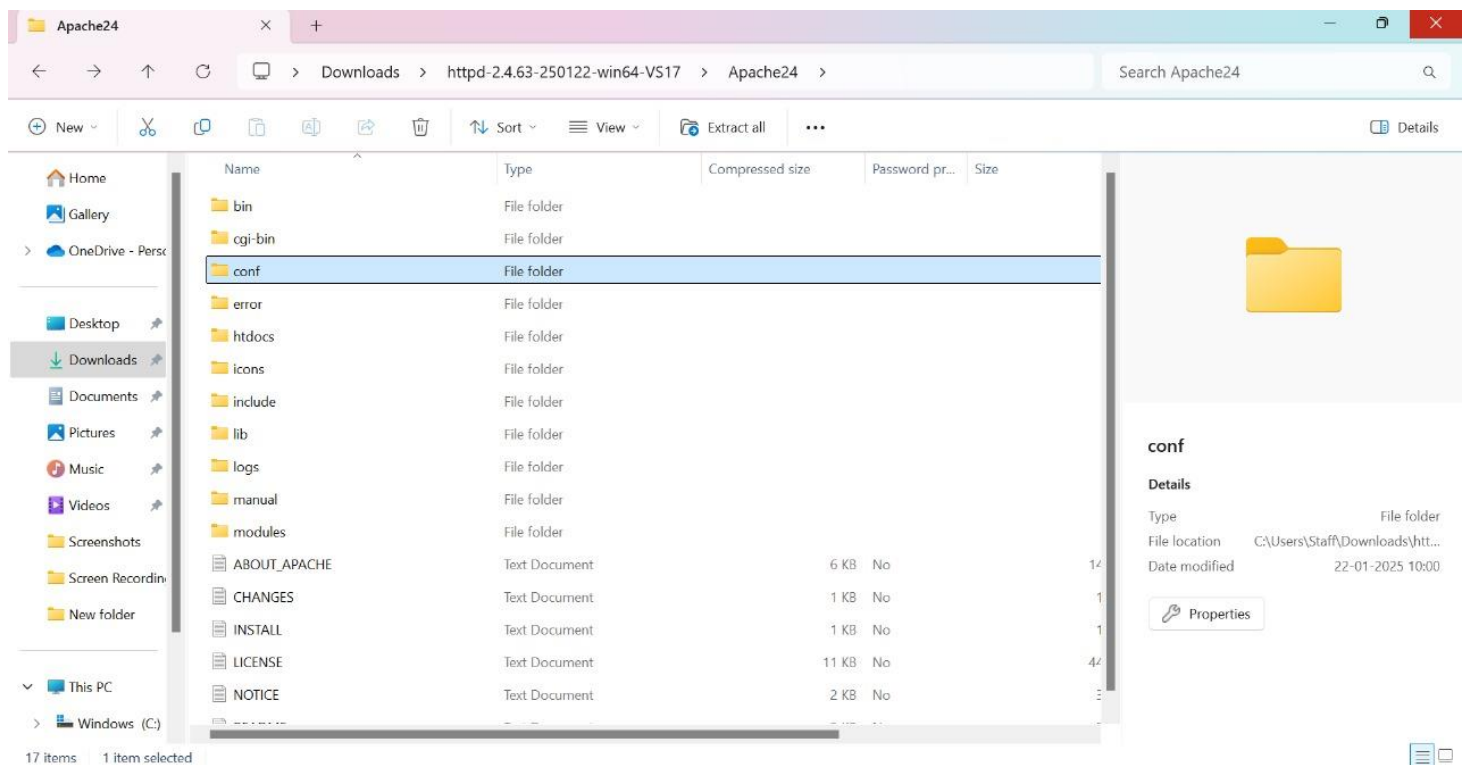 Apache24
Downloads > httpd-2.4.63-250122-win64-VS17 > Apache24 >
Search Apache24
New
Sort
View
Extract all
Details
Home
Gallery
OneDrive - Perso
Desktop
Downloads
Documents
Pictures
Music
Videos
Screenshots
Screen Recordin
New folder
This PC
Windows (C:)
Name Type Compressed size Password pr... Size
bin File folder
cgi-bin File folder
conf File folder
error File folder
htdocs File folder
icons File folder
include File folder
lib File folder
logs File folder
manual File folder
modules File folder
ABOUT_APACHE Text Document 6 KB No 14
CHANGES Text Document 1 KB No 1
INSTALL Text Document 1 KB No 1
LICENSE Text Document 11 KB No 44
NOTICE Text Document 2 KB No 3
conf
Details
Type File folder
File location C:\Users\Staff\Downloads\htt...
Date modified 22-01-2025 10:00
Properties
17 items 1 item selected